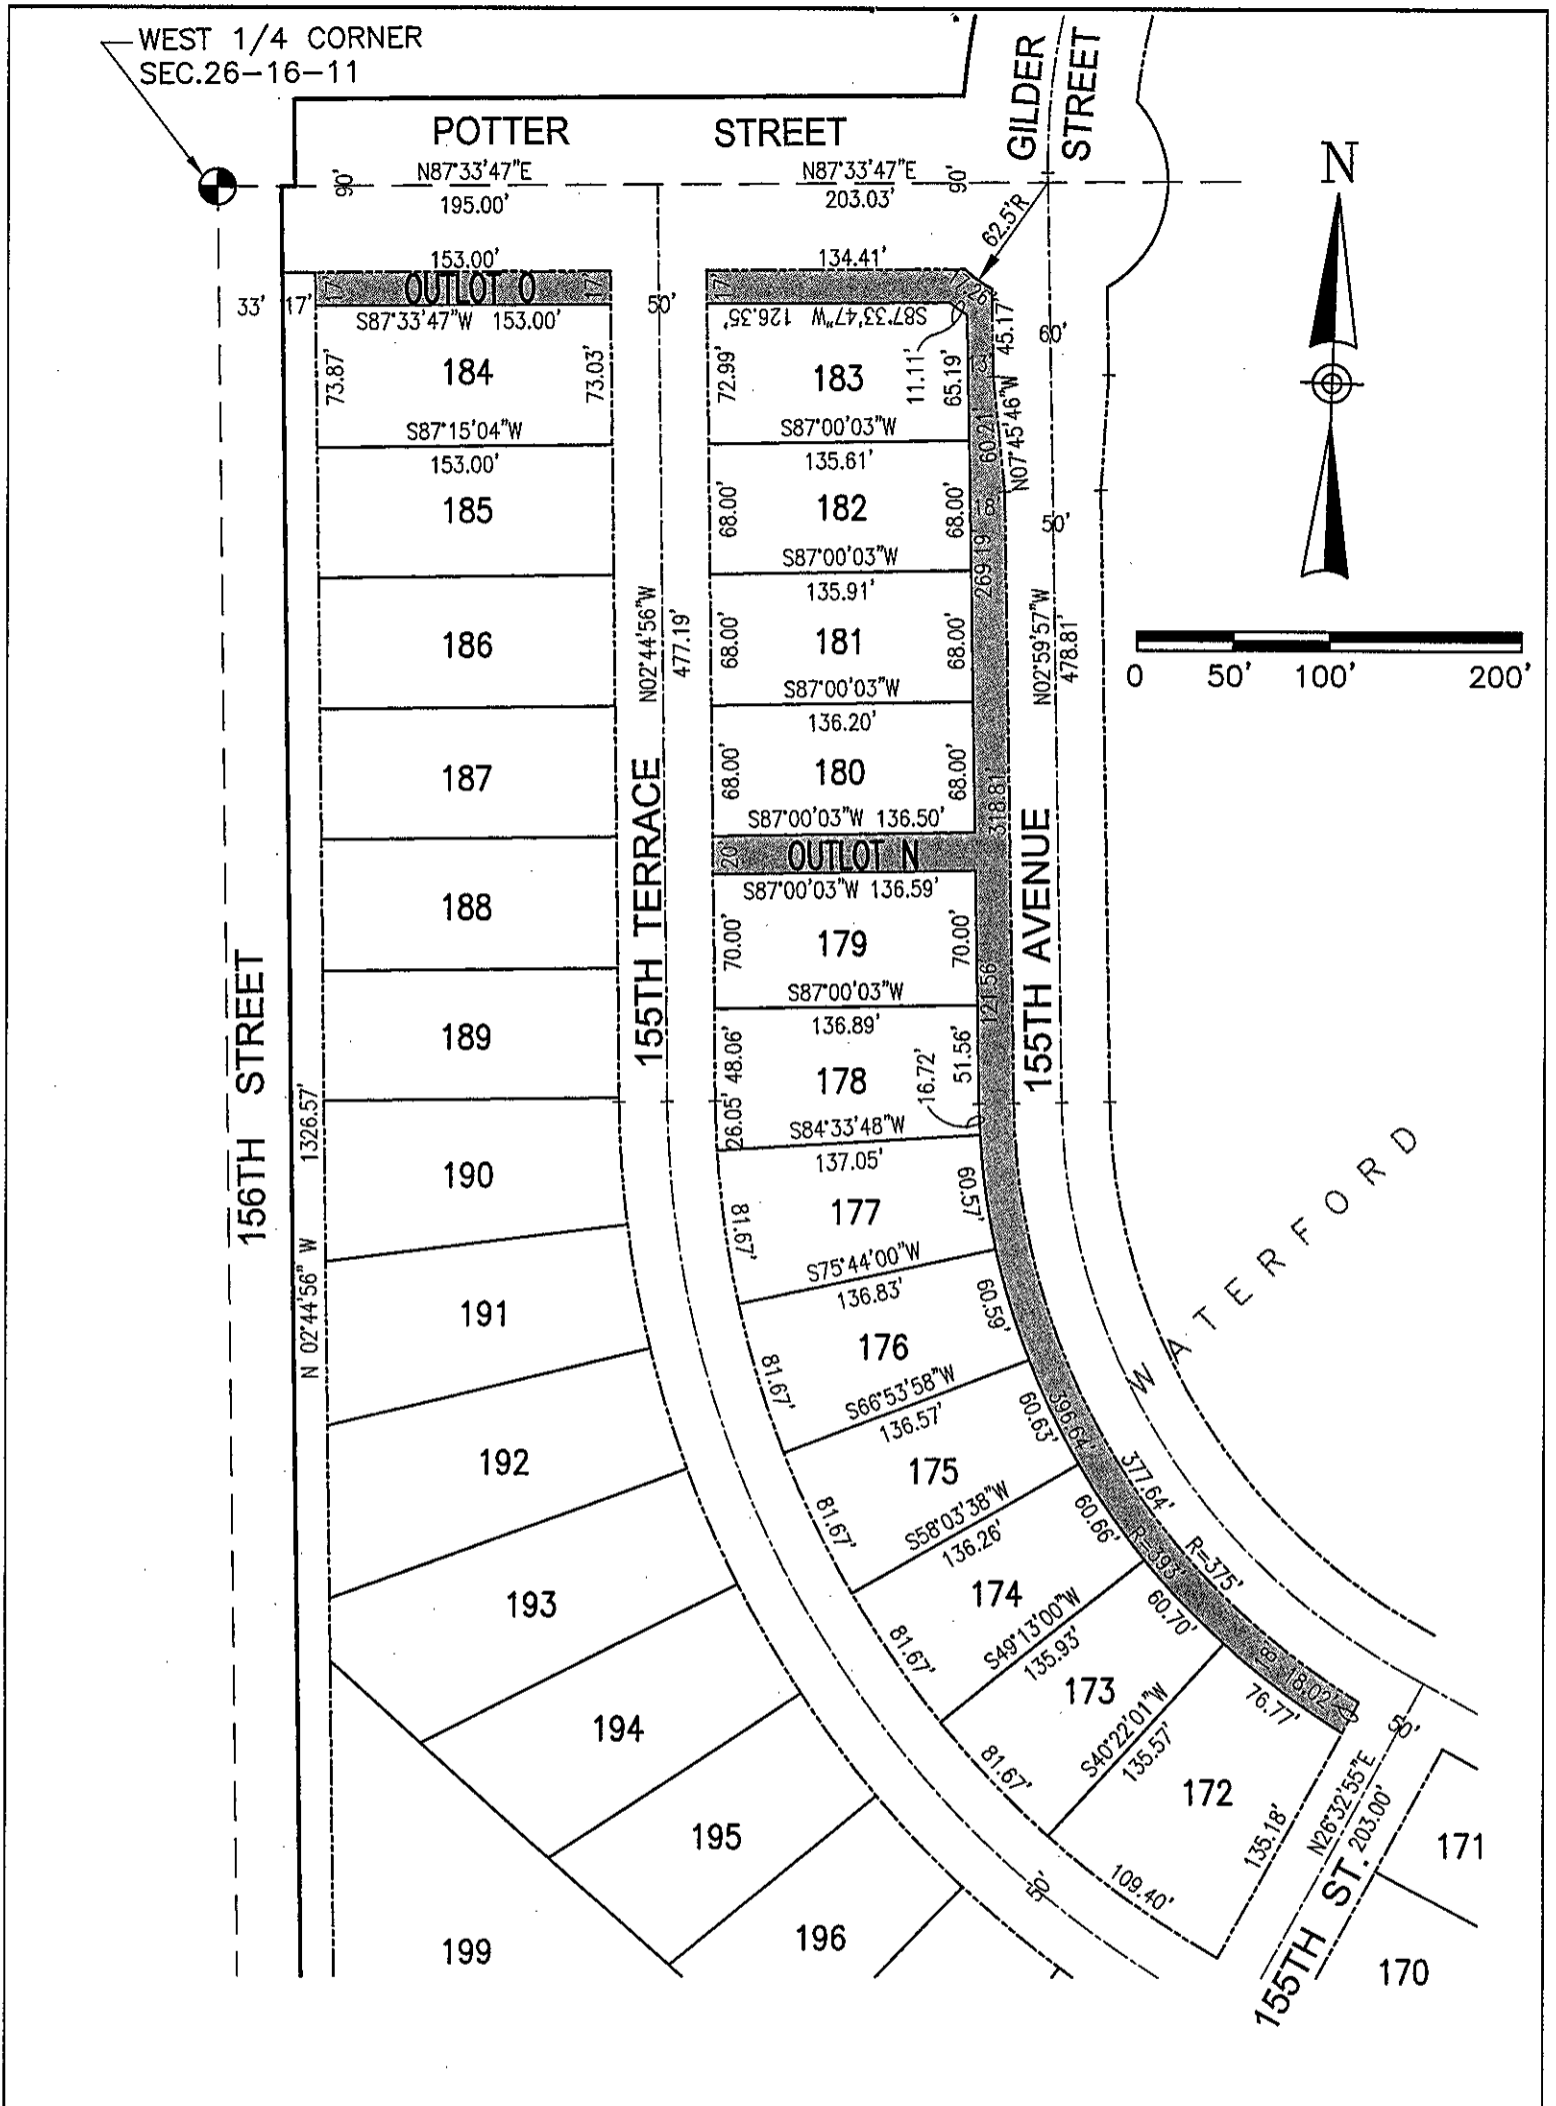 WEST 1/4 CORNER
SEC.26-16-11
GILDER
STREET
POTTER STREET
N87°33'47"E
195.00'
90'
N87°33'47"E
203.03'
90'
N
62.5'R
153.00'
OUTLOT O
17'
17'
33' 17'
S87°33'47"W 153.00'
50'
134.41'
17'
S87°33'47"W 126.35'
11.11'
45.17'
60'
73.87'
184
73.03'
72.99'
183
65.19'
N07°45'46"W
60.21'
S87°15'04"W
153.00'
S87°00'03"W
135.61'
185
68.00'
182
68.00'
18'
50'
S87°00'03"W
135.91'
269.19'
186
N02°44'56"W
477.19'
68.00'
181
68.00'
N02°59'57"W
478.81'
0 50' 100' 200'
S87°00'03"W
136.20'
187
68.00'
180
68.00'
318.81'
S87°00'03"W 136.50'
20'
OUTLOT N
S87°00'03"W 136.59'
155TH TERRACE
155TH AVENUE
188
70.00'
179
70.00'
121.56'
S87°00'03"W
136.89'
156TH STREET
189
48.06'
178
16.72'
51.56'
26.05'
S84°33'48"W
137.05'
1326.57'
N 02°44'56" W
190
81.67'
177
60.57'
S75°44'00"W
136.83'
WATERFORD
191
81.67'
176
60.59'
S66°53'58"W
136.57'
192
81.67'
175
60.63'
396.64'
377.64'
S58°03'38"W
136.26'
60.66'
R=393'
R=375'
193
81.67'
174
S49°13'00"W
135.93'
60.70'
173
18'
18.02'
76.77'
50'
194
81.67'
S40°22'01"W
135.57'
172
135.18'
N26°32'55"E
203.00'
195
50'
109.40'
171
155TH ST.
199
196
170